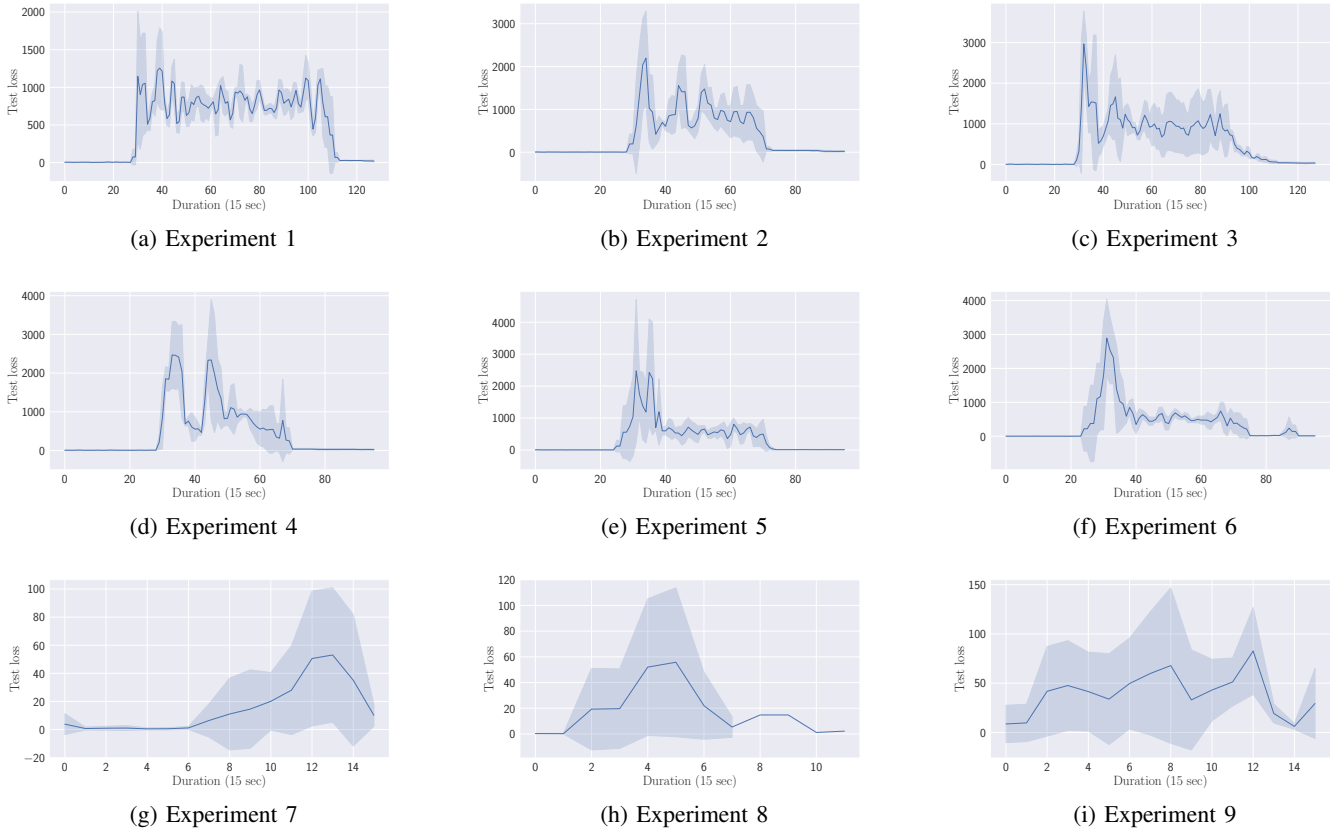 2000
1500
1000
500
0
Test loss
0 20 40 60 80 100 120
Duration (15 sec)
(a) Experiment 1
3000
2000
1000
0
Test loss
0 20 40 60 80
Duration (15 sec)
(b) Experiment 2
3000
2000
1000
0
Test loss
0 20 40 60 80 100 120
Duration (15 sec)
(c) Experiment 3
4000
3000
2000
1000
0
Test loss
0 20 40 60 80
Duration (15 sec)
(d) Experiment 4
4000
3000
2000
1000
0
Test loss
0 20 40 60 80
Duration (15 sec)
(e) Experiment 5
4000
3000
2000
1000
0
Test loss
0 20 40 60 80
Duration (15 sec)
(f) Experiment 6
100
80
60
40
20
0
−20
Test loss
0 2 4 6 8 10 12 14
Duration (15 sec)
(g) Experiment 7
120
100
80
60
40
20
0
Test loss
0 2 4 6 8 10
Duration (15 sec)
(h) Experiment 8
150
100
50
0
Test loss
0 2 4 6 8 10 12 14
Duration (15 sec)
(i) Experiment 9